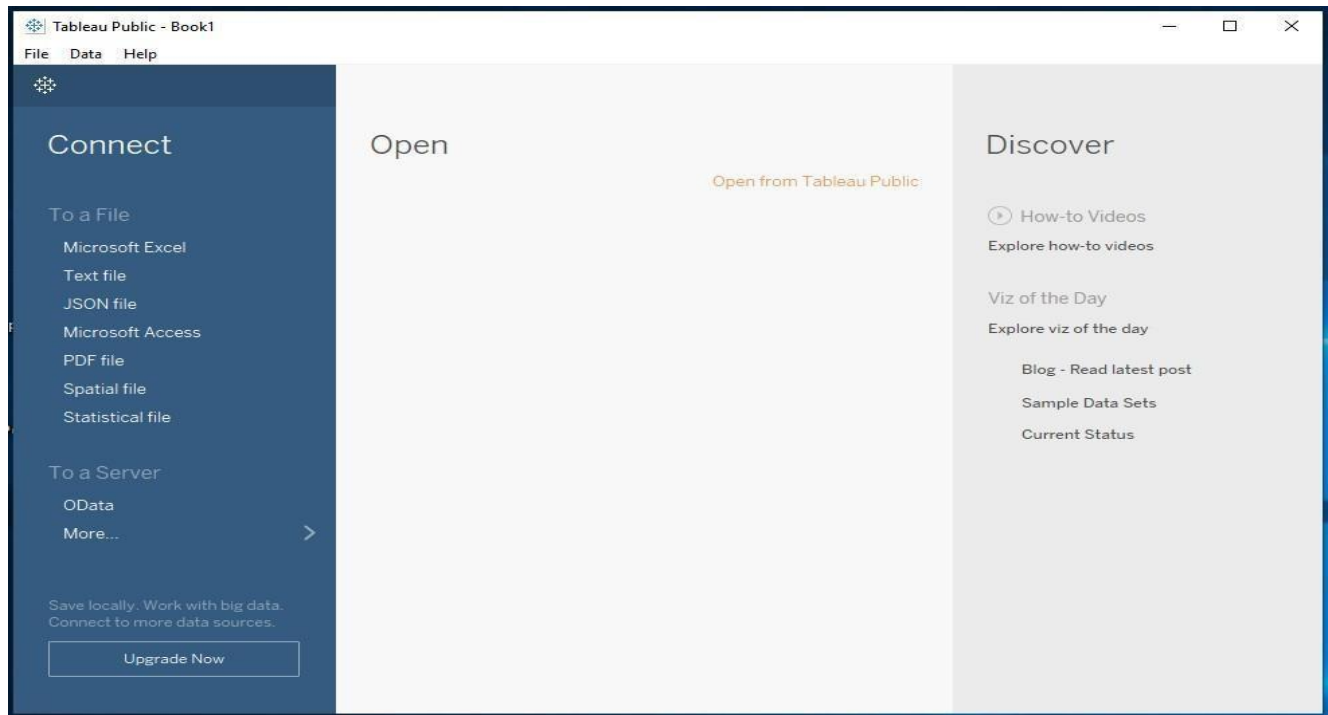 Tableau Public - Book1
File Data Help
Connect
To a File
Microsoft Excel
Text file
JSON file
Microsoft Access
PDF file
Spatial file
Statistical file
To a Server
OData
More...
Save locally. Work with big data.
Connect to more data sources.
Upgrade Now
Open
Open from Tableau Public
Discover
How-to Videos
Explore how-to videos
Viz of the Day
Explore viz of the day
Blog - Read latest post
Sample Data Sets
Current Status